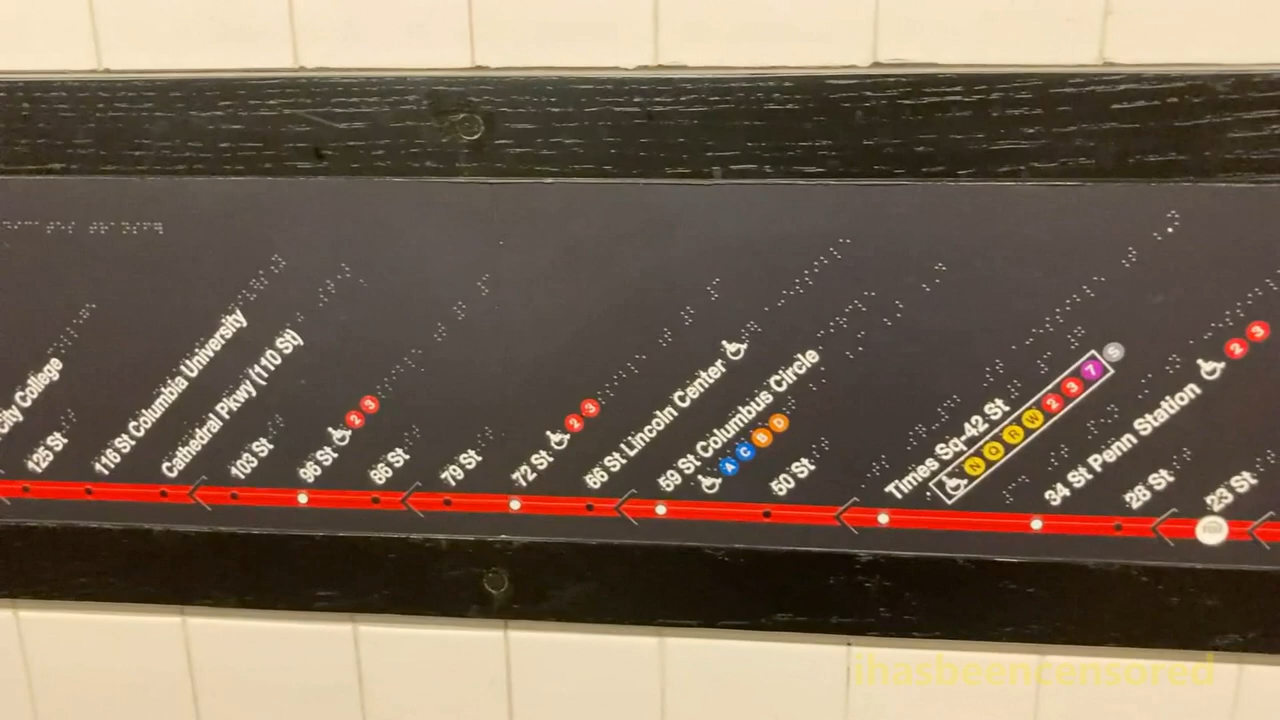 City College
125 St
116 St Columbia University
Cathedral Pkwy (110 St)
103 St
96 St 2 3
86 St
79 St
72 St 2 3
66 St Lincoln Center
59 St Columbus Circle
A C B D
50 St
Times Sq-42 St
N Q R W 2 3 7 S
34 St Penn Station 2 3
28 St
23 St
ihasbeencensored